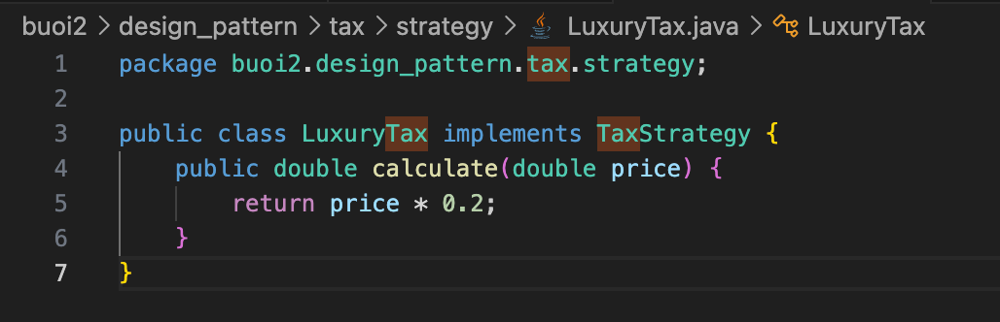 buoi2 > design_pattern > tax > strategy > LuxuryTax.java > LuxuryTax
1 package buoi2.design_pattern.tax.strategy;
2
3 public class LuxuryTax implements TaxStrategy {
4     public double calculate(double price) {
5         return price * 0.2;
6     }
7 }